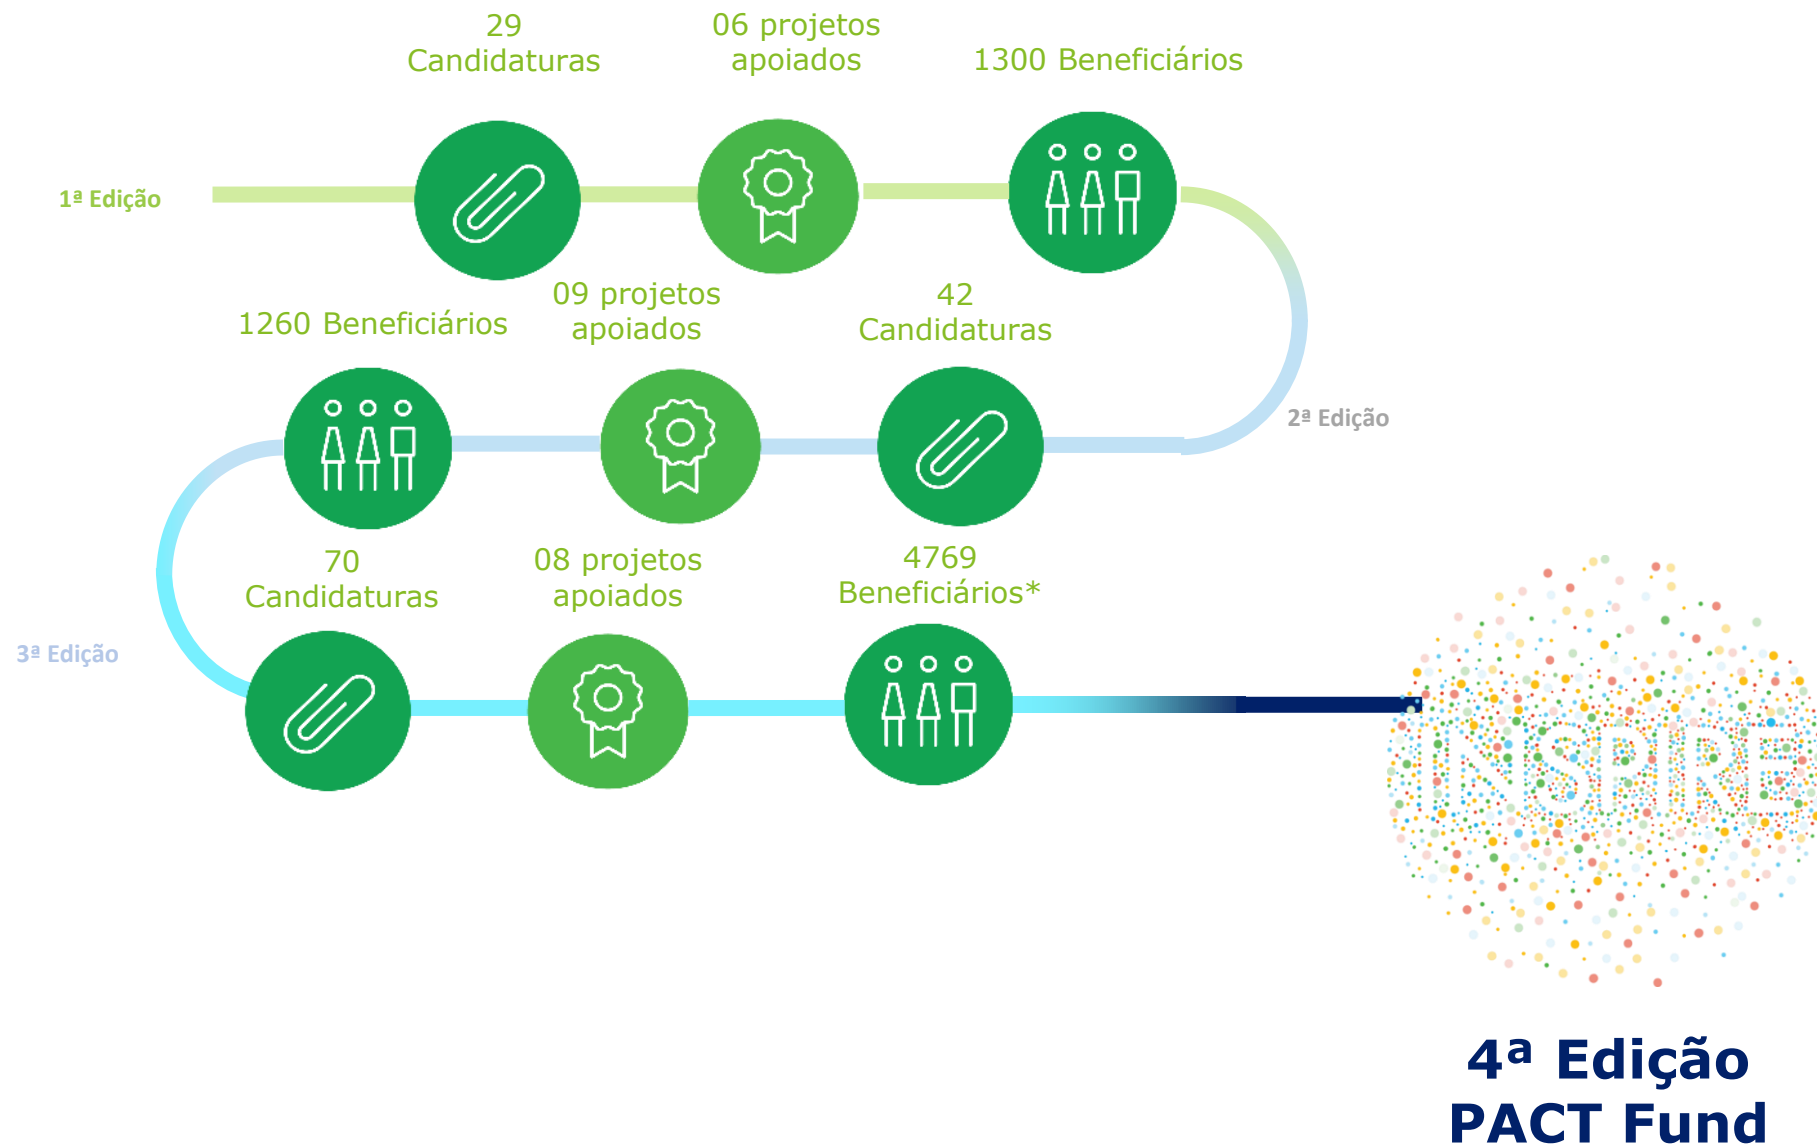 29
Candidaturas
06 projetos
apoiados
1300 Beneficiários
1ª Edição
1260 Beneficiários
09 projetos
apoiados
42
Candidaturas
2ª Edição
70
Candidaturas
08 projetos
apoiados
4769
Beneficiários*
3ª Edição
INSPIRE
4ª Edição
PACT Fund